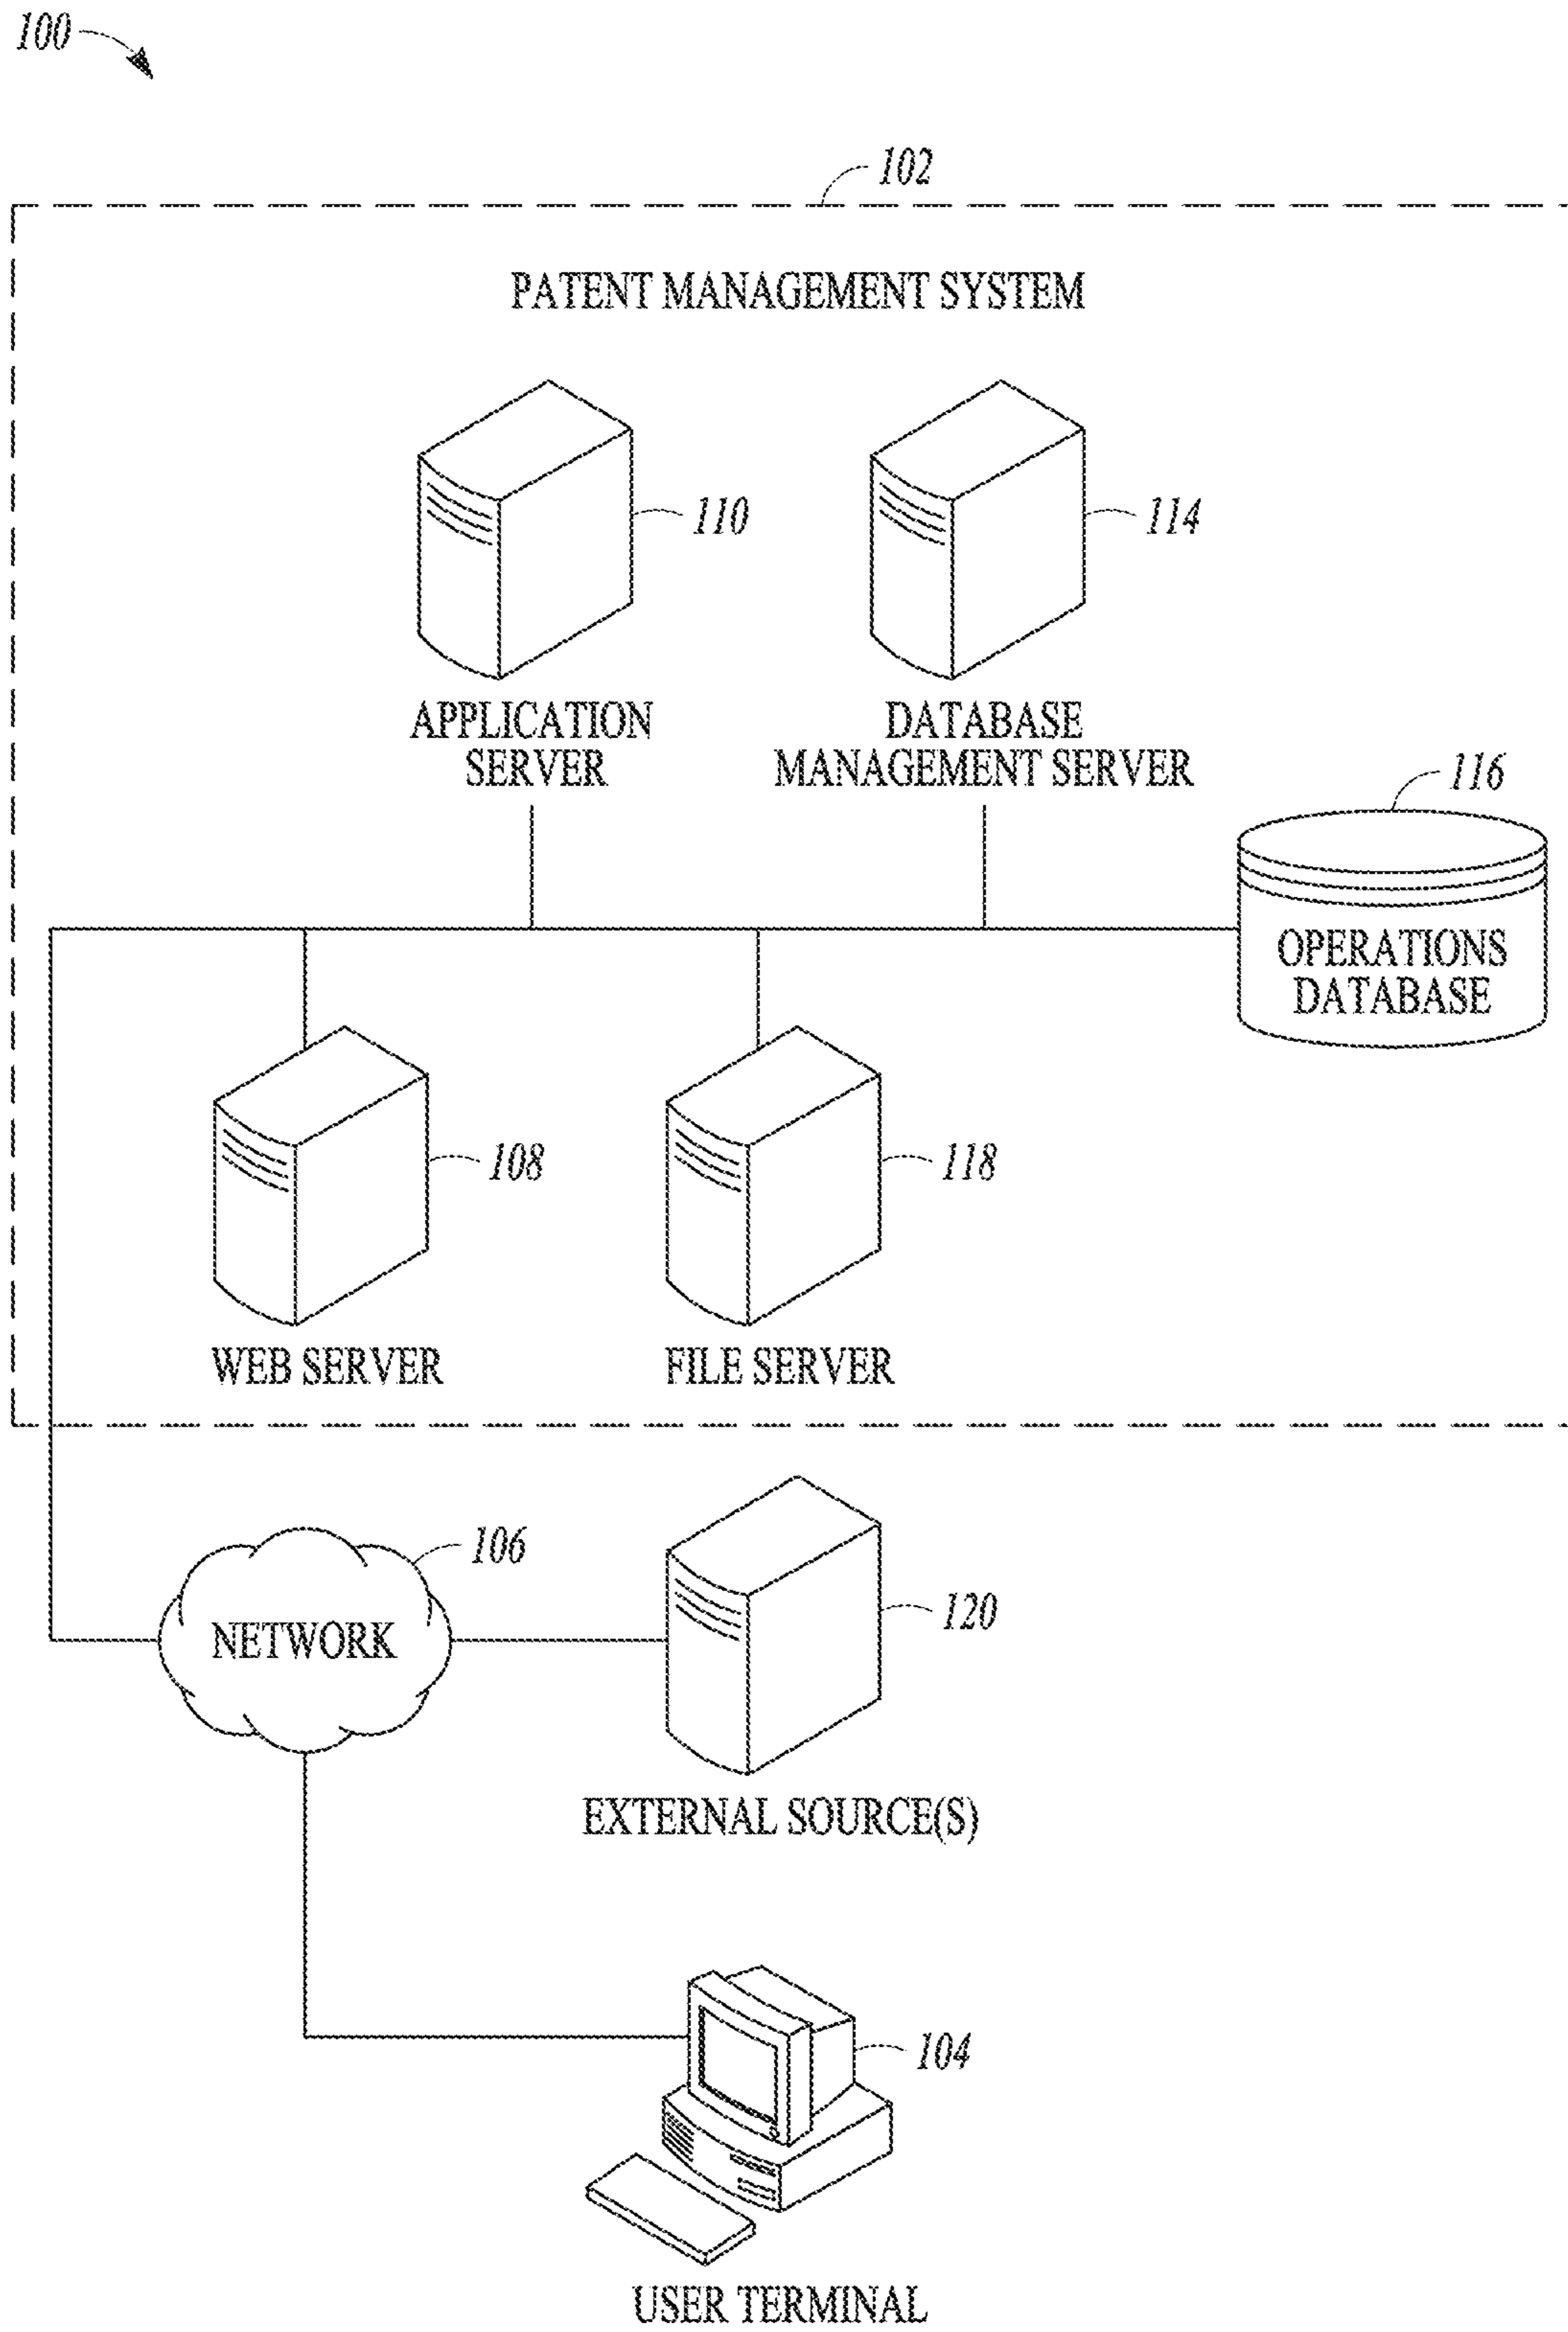 100
102
PATENT MANAGEMENT SYSTEM
110
114
APPLICATION
SERVER
DATABASE
MANAGEMENT SERVER
116
OPERATIONS
DATABASE
108
118
WEB SERVER
FILE SERVER
106
NETWORK
120
EXTERNAL SOURCE(S)
104
USER TERMINAL